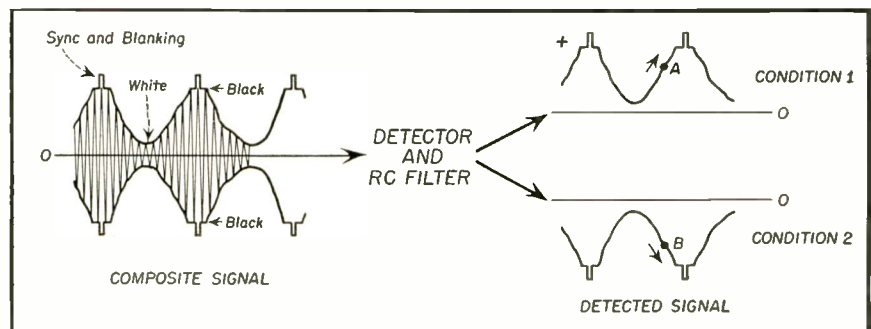 Sync and Blanking
White
Black
O
Black
COMPOSITE SIGNAL
DETECTOR
AND
RC FILTER
+
A
CONDITION 1
O
O
B
CONDITION 2
DETECTED SIGNAL